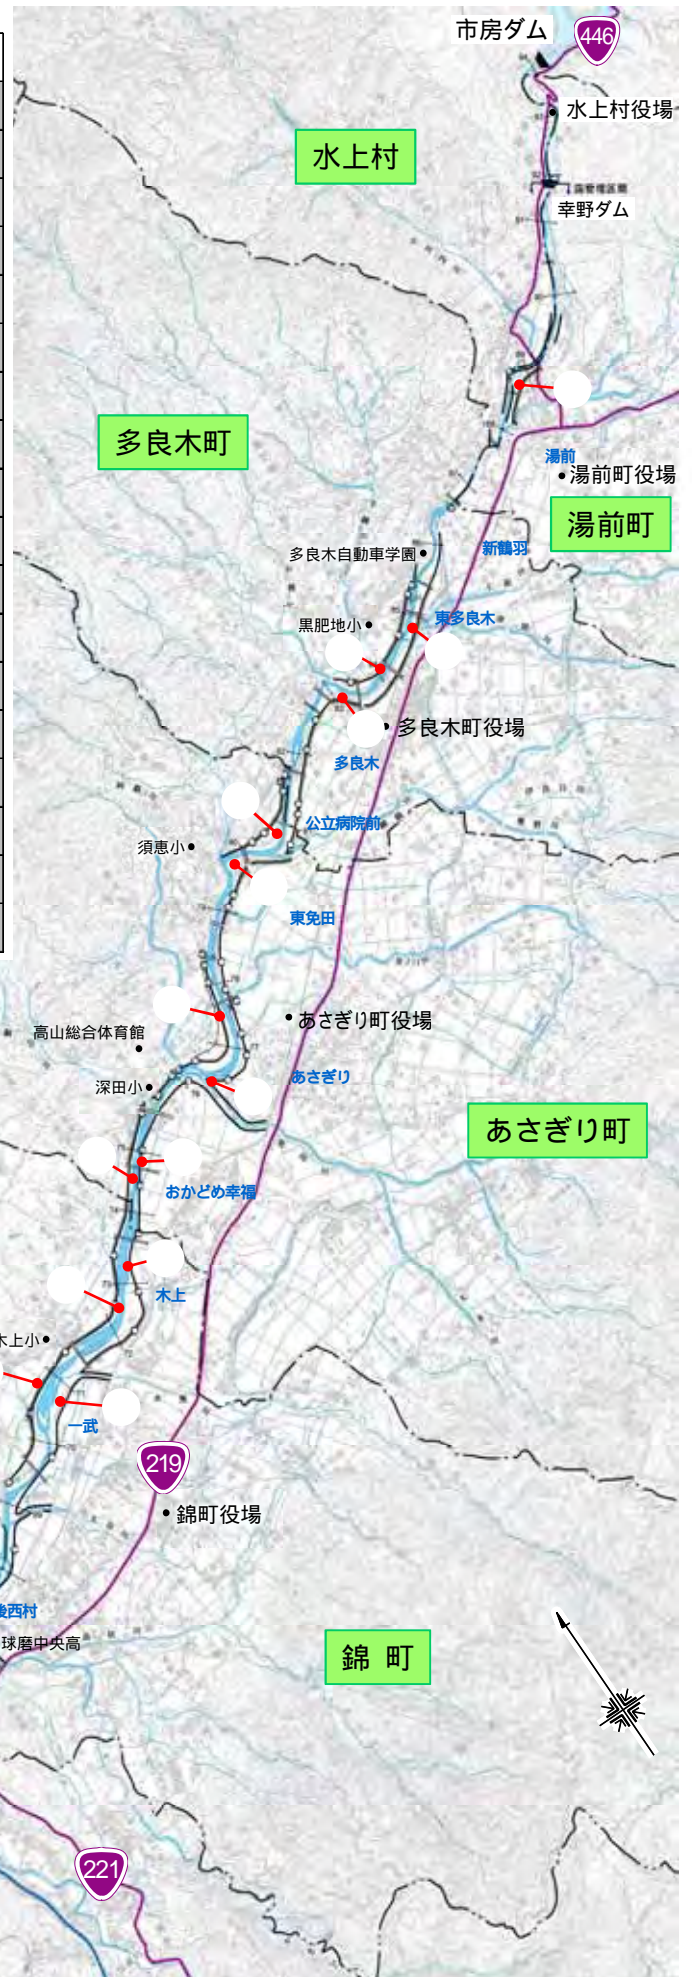 市房ダム
446
水上村役場
水上村
幸野ダム
多良木町
湯前
湯前町役場
湯前町
新鶴羽
多良木自動車学園
東多良木
黒肥地小
多良木町役場
多良木
公立病院前
須恵小
東免田
あさぎり町役場
高山総合体育館
あさぎり
深田小
あさぎり町
おかどめ幸福
木上
木上小
一武
219
錦町役場
後西村
球磨中央高
錦 町
221